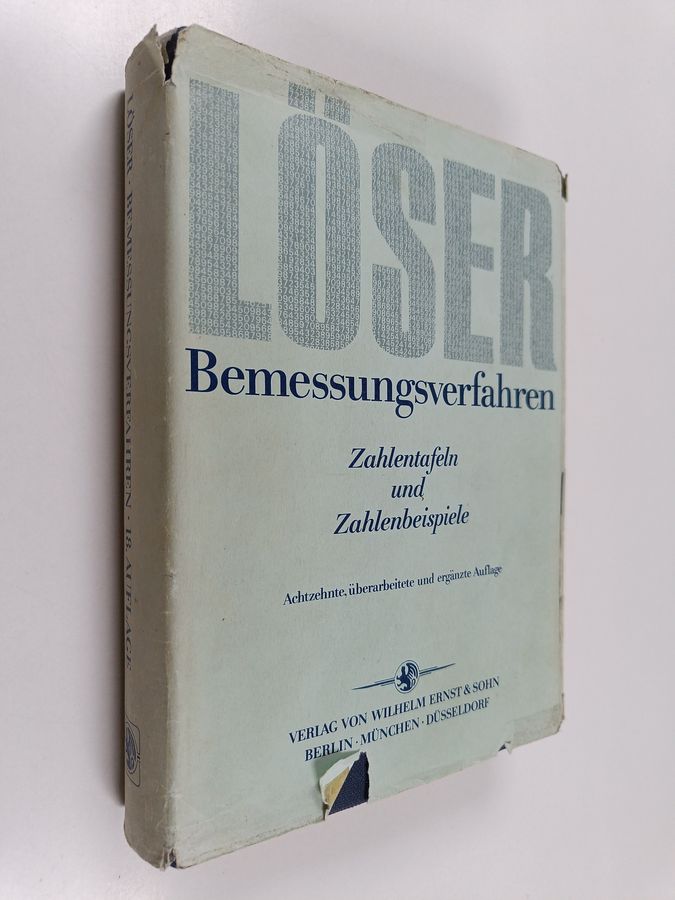 LÖSER
Bemessungsverfahren
Zahlentafeln
und
Zahlenbeispiele
Achtzehnte, überarbeitete und ergänzte Auflage
VERLAG VON WILHELM ERNST & SOHN
BERLIN · MÜNCHEN · DÜSSELDORF
LÖSER · BEMESSUNGSVERFAHREN · 18. AUFLAGE